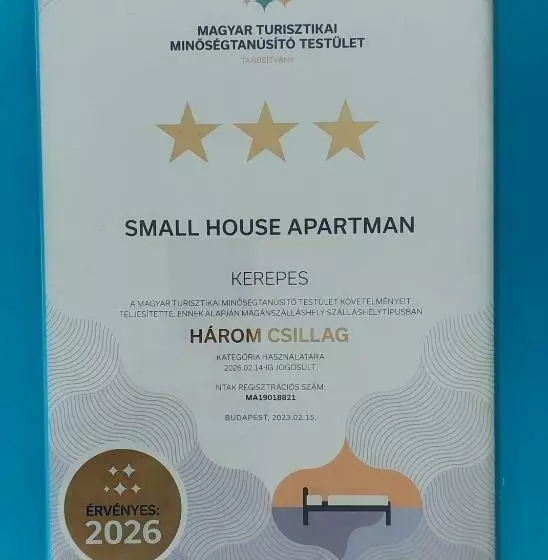 MAGYAR TURISZTIKAI
MINŐSÉGTANÚSÍTÓ TESTÜLET
TANÚSÍTVÁNY
SMALL HOUSE APARTMAN
KEREPES
A MAGYAR TURISZTIKAI MINŐSÉGTANÚSÍTÓ TESTÜLET KÖVETELMÉNYEIT
TELJESÍTETTE, ENNEK ALAPJÁN MAGÁNSZÁLLÁSHELY SZÁLLÁSHELYTÍPUSBAN
HÁROM CSILLAG
KATEGÓRIA HASZNÁLATÁRA
2026.02.14-IG JOGOSULT.
NTAK REGISZTRÁCIÓS SZÁM:
MA19018821
BUDAPEST, 2023.02.15.
ÉRVÉNYES:
2026